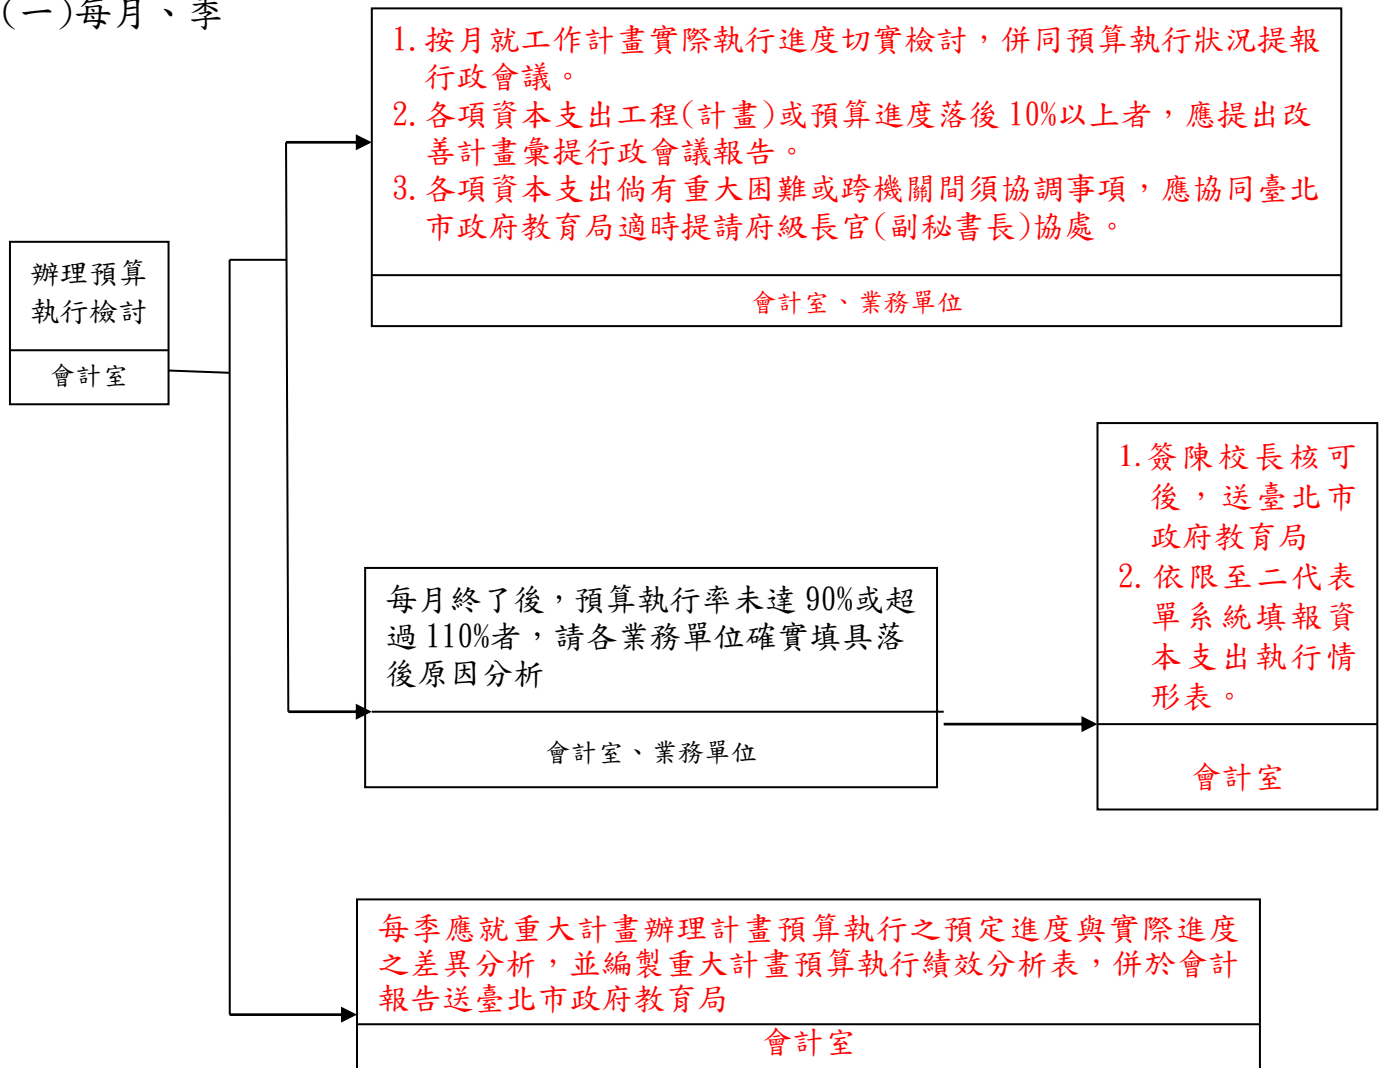 (一)每月、季
1.按月就工作計畫實際執行進度切實檢討，併同預算執行狀況提報
行政會議。
2.各項資本支出工程(計畫)或預算進度落後 10%以上者，應提出改
善計畫彙提行政會議報告。
3.各項資本支出倘有重大困難或跨機關間須協調事項，應協同臺北
市政府教育局適時提請府級長官(副秘書長)協處。
會計室、業務單位
辦理預算
執行檢討
會計室
每月終了後，預算執行率未達 90%或超
過 110%者，請各業務單位確實填具落
後原因分析
會計室、業務單位
1.簽陳校長核可
後，送臺北市
政府教育局
2.依限至二代表
單系統填報資
本支出執行情
形表。
會計室
每季應就重大計畫辦理計畫預算執行之預定進度與實際進度
之差異分析，並編製重大計畫預算執行績效分析表，併於會計
報告送臺北市政府教育局
會計室